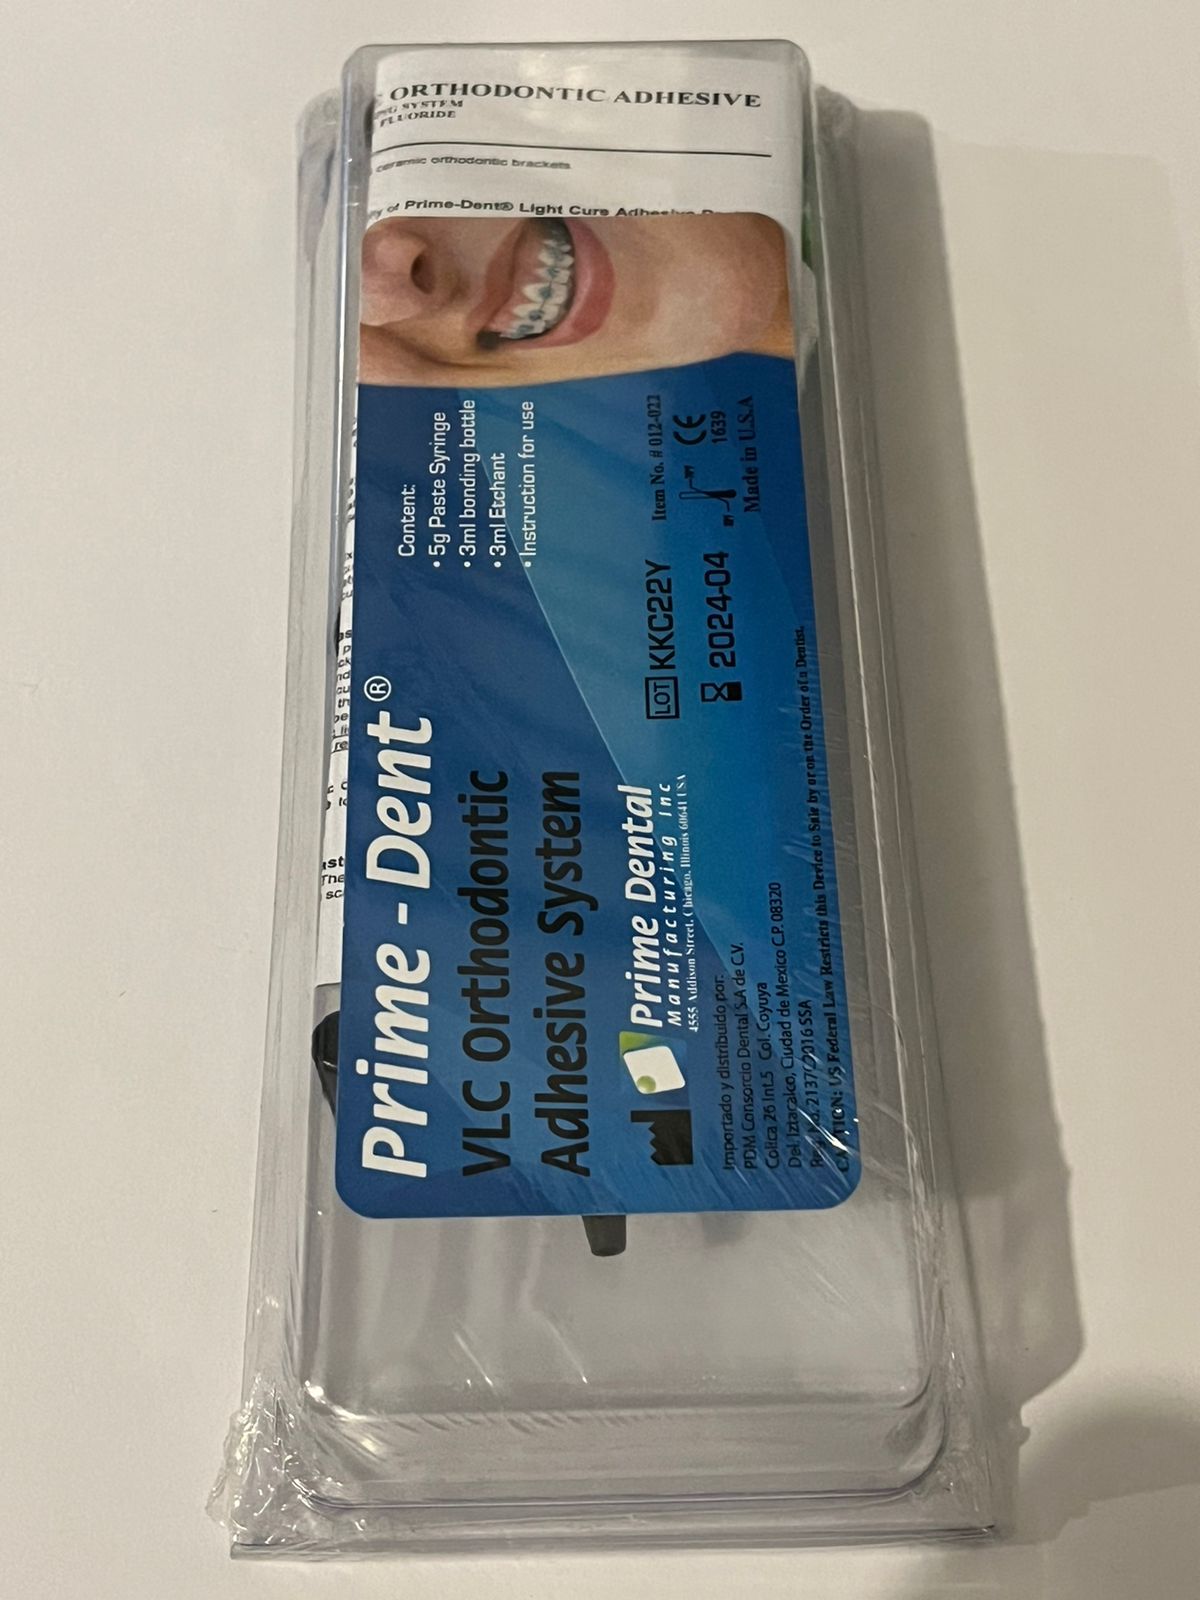 ORTHODONTIC ADHESIVE
SYSTEM
FLUORIDE
ceramic orthodontic brackets
of Prime-Dent® Light Cure Adhesive
Prime-Dent®
VLC Orthodontic
Adhesive System
Content:
• 5g Paste Syringe
• 3ml bonding bottle
• 3ml Etchant
• Instruction for use
Prime Dental
Manufacturing Inc
4555 Addison Street, Chicago, Illinois 60641 USA
LOT KKC22Y
2024-04
Item No. # 012-022
CE
1639
Made in U.S.A
Importado y distribuido por:
PDM Consorcio Dental S.A de C.V.
Colica 26 Int.5 Col. Coyuya
Del. Iztacalco, Ciudad de Mexico C.P. 08320
SSA
CAUTION: US Federal Law Restricts this Device to Sale by or on the Order of a Dentist.